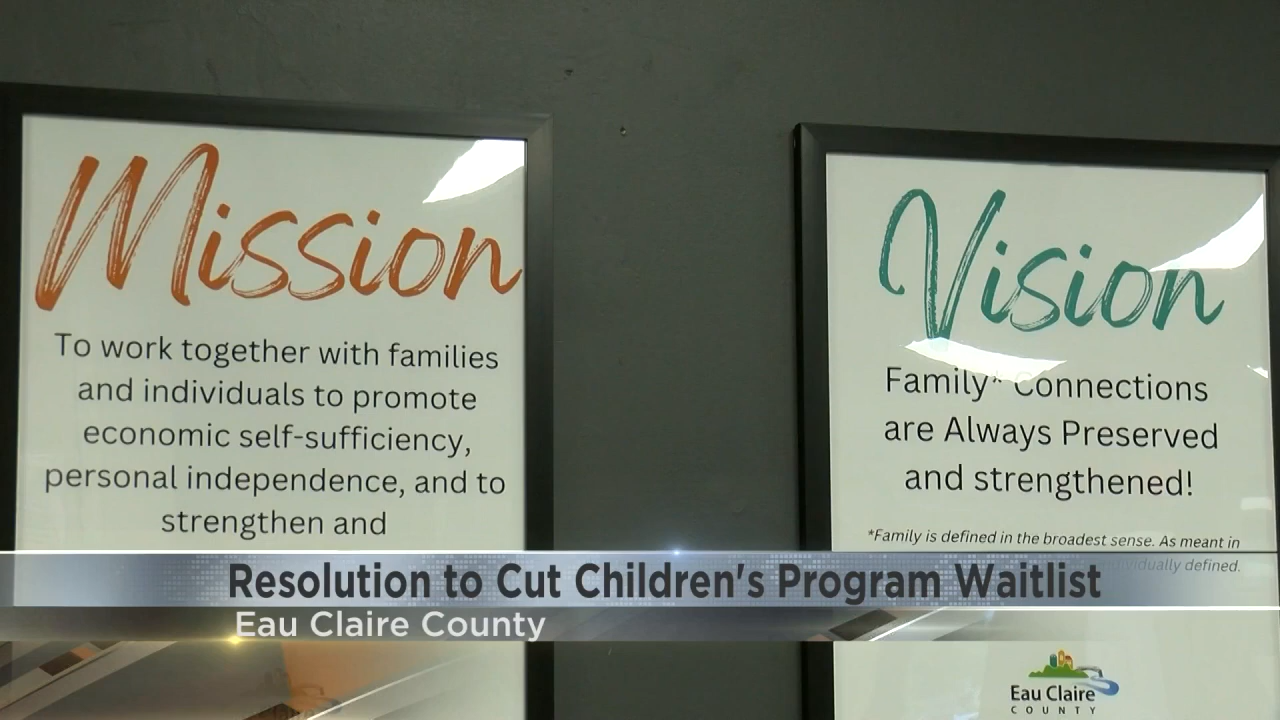 Mission
To work together with families
and individuals to promote
economic self-sufficiency,
personal independence, and to
strengthen and
Vision
Family* Connections
are Always Preserved
and strengthened!
*Family is defined in the broadest sense. As meant in
ividually defined.
Resolution to Cut Children's Program Waitlist
Eau Claire County
Eau Claire
COUNTY